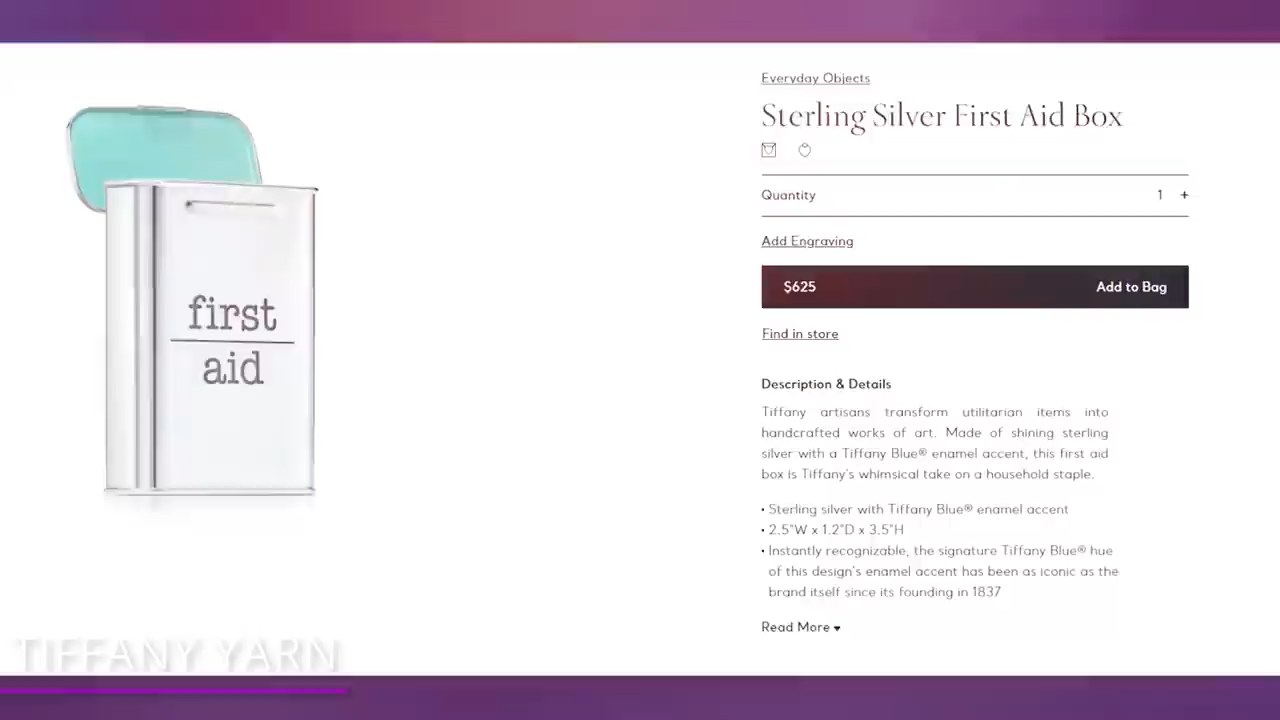 Everyday Objects
Sterling Silver First Aid Box
Quantity 1 +
Add Engraving
$625 Add to Bag
Find in store
Description & Details
Tiffany artisans transform utilitarian items into
handcrafted works of art. Made of shining sterling
silver with a Tiffany Blue® enamel accent, this first aid
box is Tiffany's whimsical take on a household staple.
• Sterling silver with Tiffany Blue® enamel accent
• 2.5"W x 1.2"D x 3.5"H
• Instantly recognizable, the signature Tiffany Blue® hue
of this design's enamel accent has been as iconic as the
brand itself since its founding in 1837
Read More
first
aid
TIFFANY YARN